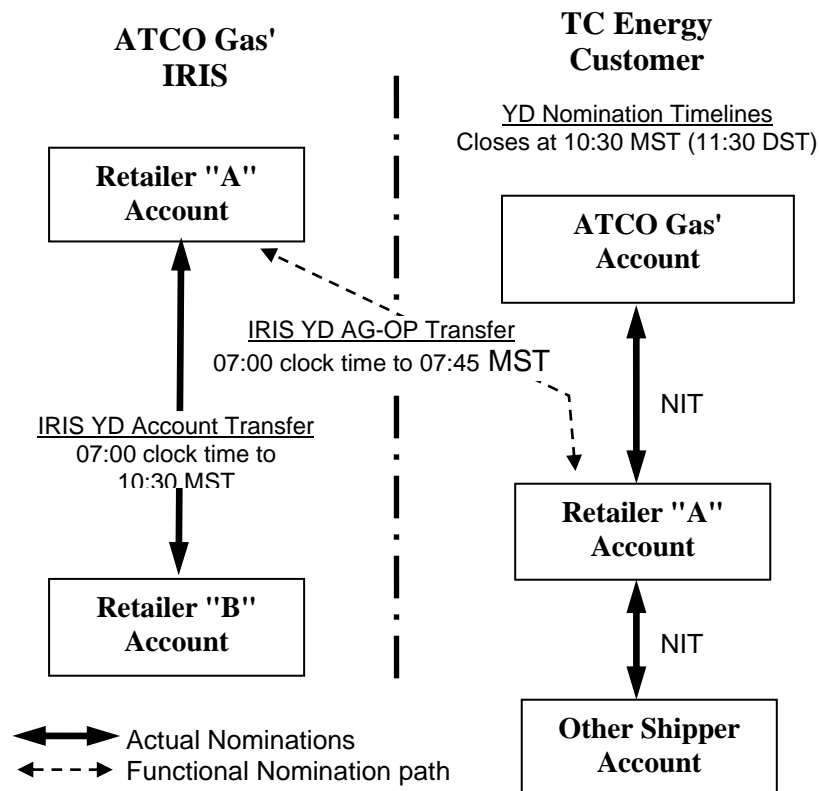 ATCO Gas'
IRIS
TC Energy
Customer
YD Nomination Timelines
Closes at 10:30 MST (11:30 DST)
Retailer "A"
Account
ATCO Gas'
Account
IRIS YD AG-OP Transfer
07:00 clock time to 07:45 MST
NIT
IRIS YD Account Transfer
07:00 clock time to
10:30 MST
Retailer "A"
Account
Retailer "B"
Account
NIT
Other Shipper
Account
Actual Nominations
Functional Nomination path